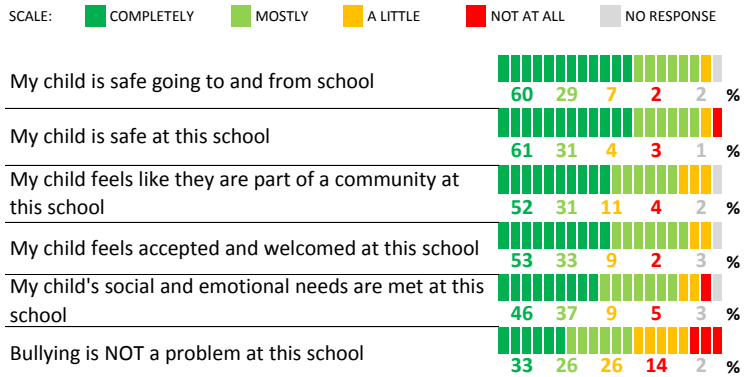 SCALE: COMPLETELY MOSTLY A LITTLE NOT AT ALL NO RESPONSE
My child is safe going to and from school
60 29 7 2 2 %
My child is safe at this school
61 31 4 3 1 %
My child feels like they are part of a community at
this school
52 31 11 4 2 %
My child feels accepted and welcomed at this school
53 33 9 2 3 %
My child's social and emotional needs are met at this
school
46 37 9 5 3 %
Bullying is NOT a problem at this school
33 26 26 14 2 %